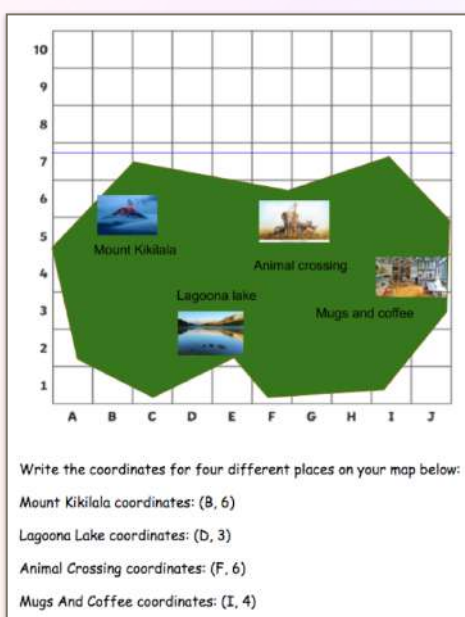 10
9
8
7
6
5
Mount Kikilala
Animal crossing
4
Lagoona lake
3
Mugs and coffee
2
1
A B C D E F G H I J
Write the coordinates for four different places on your map below:
Mount Kikilala coordinates: (B, 6)
Lagoona Lake coordinates: (D, 3)
Animal Crossing coordinates: (F, 6)
Mugs And Coffee coordinates: (I, 4)